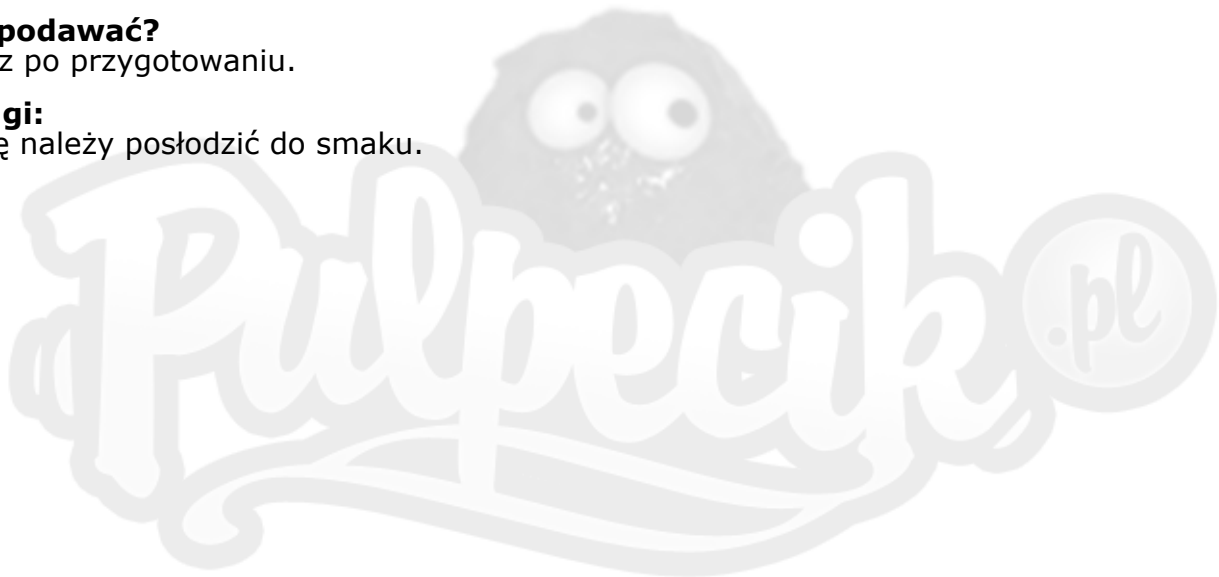 podawać?
z po przygotowaniu.
gi:
ę należy posłodzić do smaku.
Pulpecik .pl